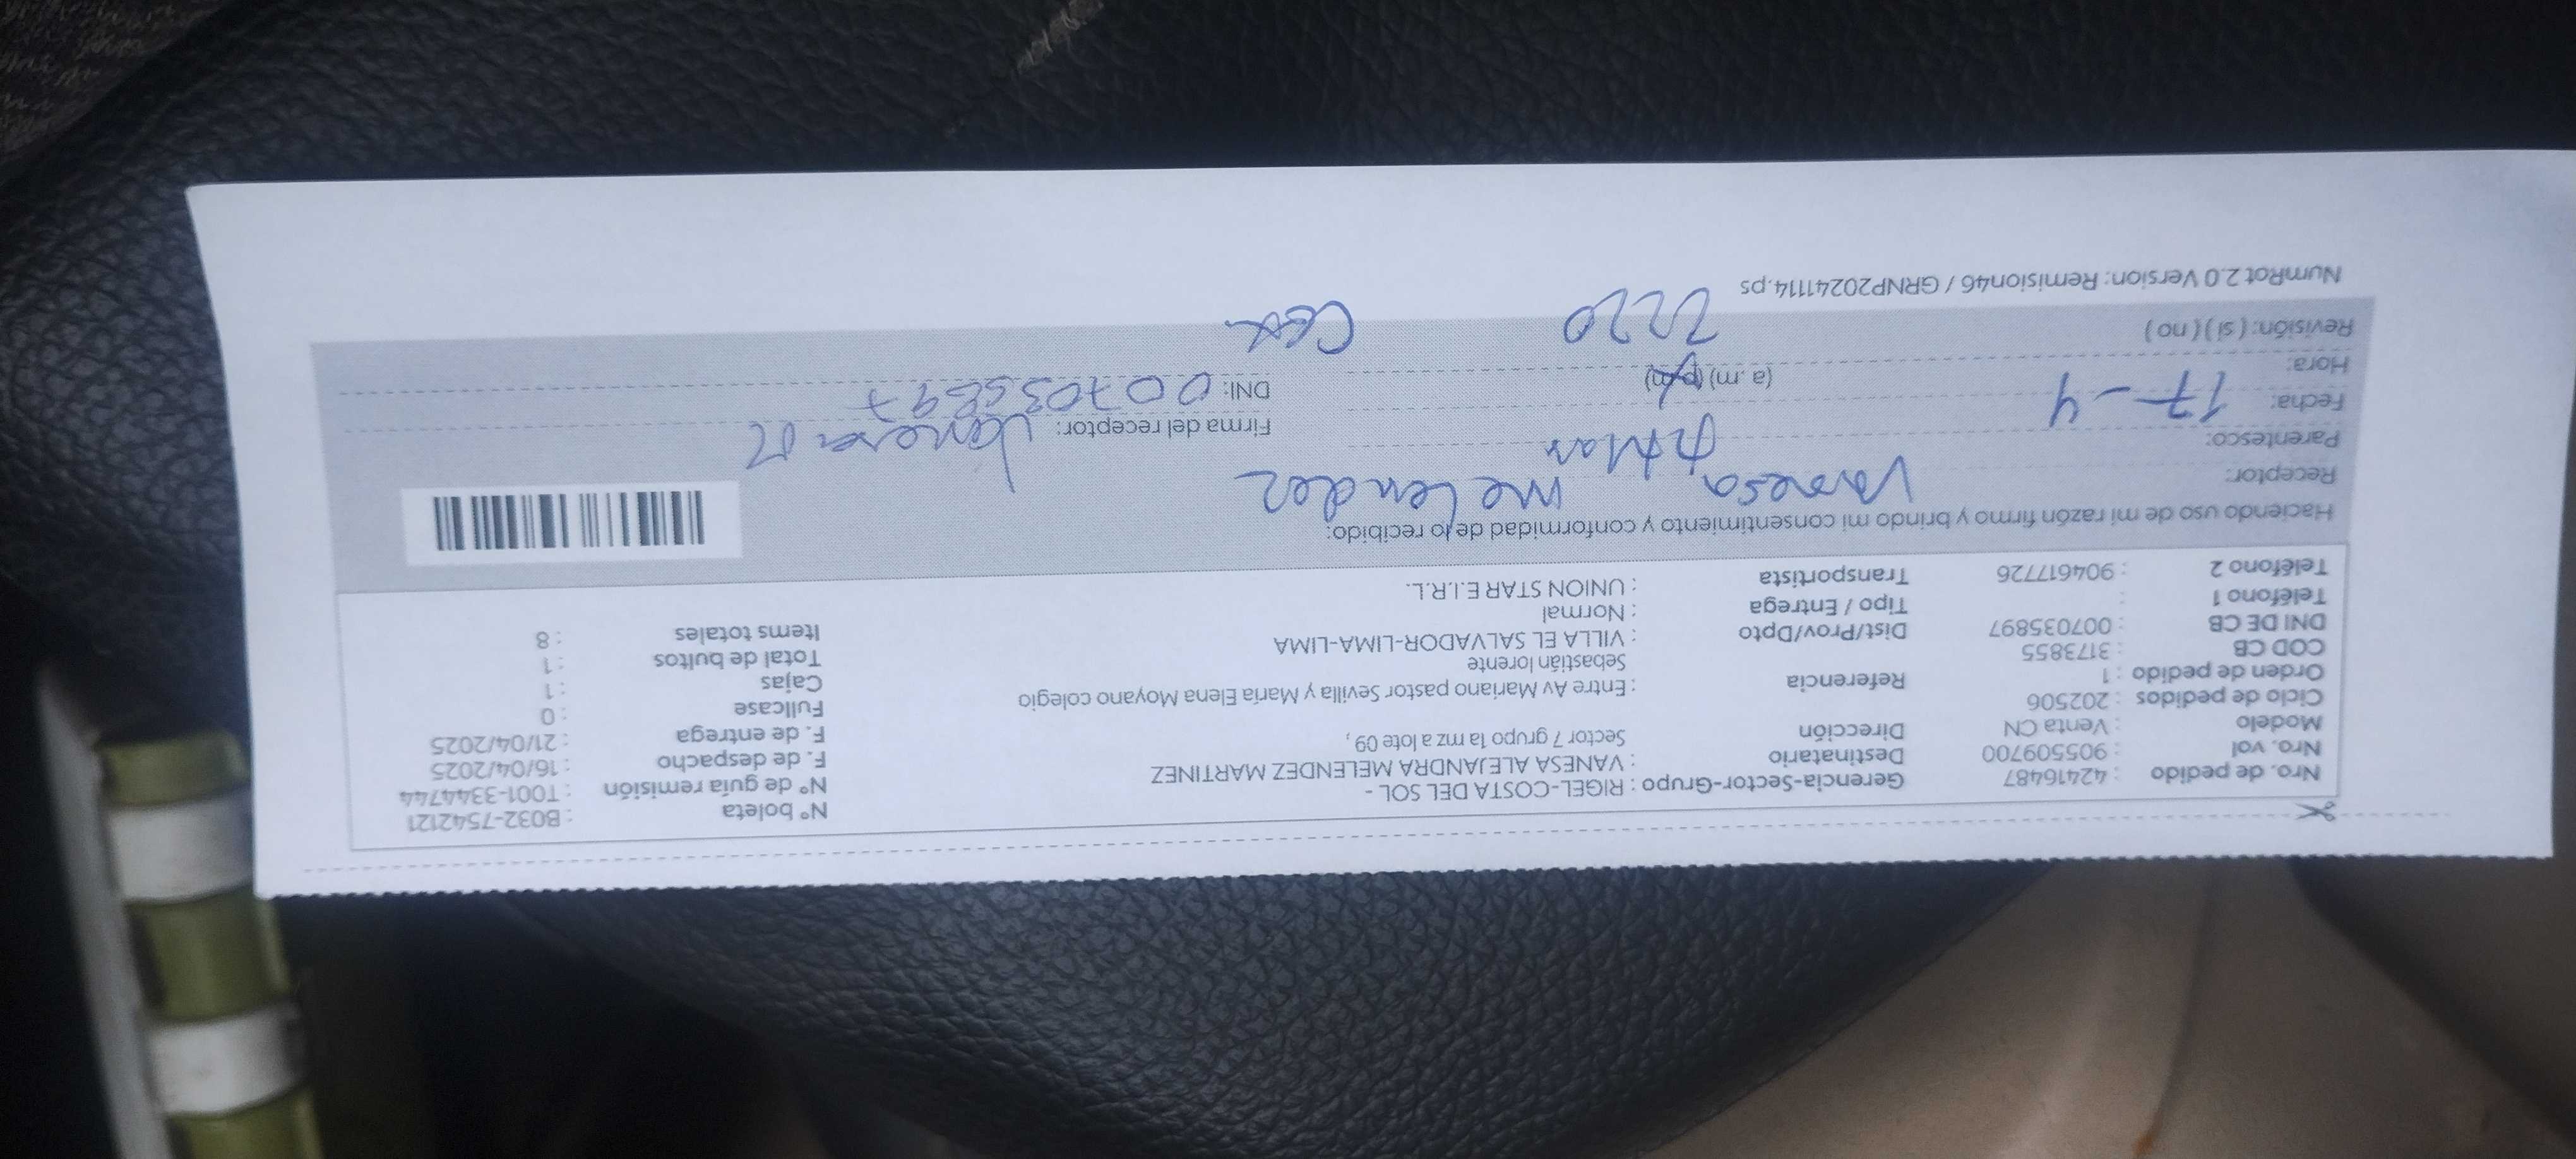 Nro. de pedido : 42416487
Nro. vol : 905509700
Modelo : Venta CN
Ciclo de pedidos : 202506
Orden de pedido : 1
COD CB : 3173855
DNI DE CB : 007035897
Teléfono 1 :
Teléfono 2 : 904617726
Gerencia-Sector-Grupo : RIGEL-COSTA DEL SOL -
Destinatario : VANESA ALEJANDRA MELENDEZ MARTINEZ
Dirección Sector 7 grupo 1a mz a lote 09 ,
Referencia : Entre Av Mariano pastor Sevilla y María Elena Moyano colegio
Sebastián lorente
Dist/Prov/Dpto : VILLA EL SALVADOR-LIMA-LIMA
Tipo / Entrega : Normal
Transportista : UNION STAR E.I.R.L.
N° boleta : B032-7542121
N° de guía remisión : T001-3344744
F. de despacho : 16/04/2025
F. de entrega : 21/04/2025
Fullcase : 0
Cajas : 1
Total de bultos : 1
Items totales : 8
Haciendo uso de mi razón firmo y brindo mi consentimiento y conformidad de lo recibido:
Receptor: Vanesa melendez
Parentesco:
Fecha: 17-4
Hora: (a.m) (p.m)
Revisión: ( si ) ( no )
Firma del receptor: Vanesa M
DNI: 007035897
NumRot 2.0 Version: Remision46 / GRNP20241114.ps